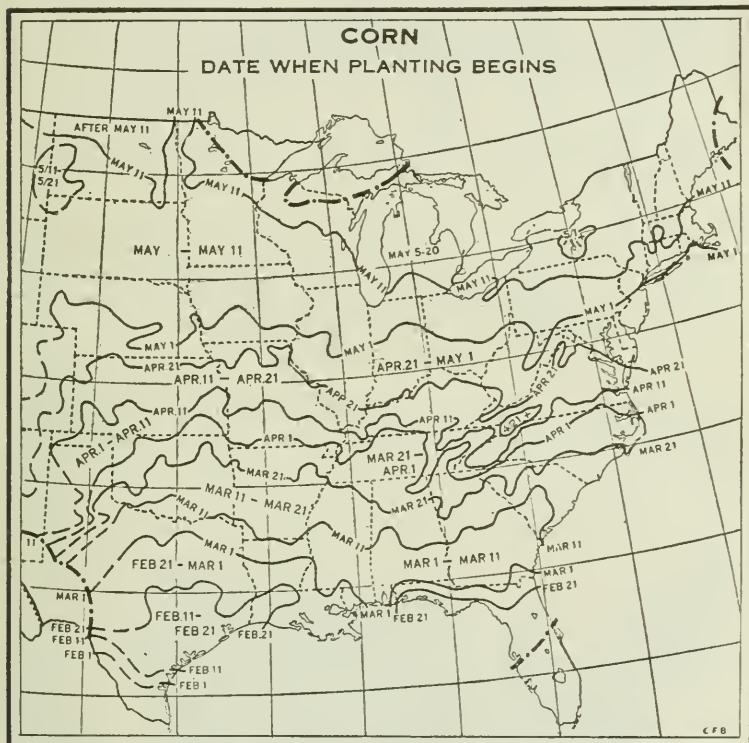 CORN
DATE WHEN PLANTING BEGINS
MAY 11
AFTER MAY 11
5/11-
5/21
MAY 11
MAY 11
MAY 11
MAY - MAY 11
MAY 5-20
5/
11+
MAY 11
MAY 11
MAY 1
MAY 1
MAY 1
MAY 1
MAY 1
APR. 21
APR. 11 - APR. 21
APR. 21 - MAY 1
APR. 21
APR. 21
APR. 21
APR. 11
APR. 11
APR. 11
APR. 1 - APR. 11
APR. 1
APR. 1
APR. 1
4/21+
MAR. 21
MAR 21 -
APR. 1
MAR 21
MAR 21
MAR 11 - MAR 21
MAR 11
MAR 11
MAR 1
FEB 21 - MAR 1
MAR 1 - MAR 11
11
MAR 1
MAR 1
FEB 21
FEB. 11 -
FEB 21
FEB. 21
MAR 1
FEB 21
FEB 21
FEB 11
FEB 1
FEB 11
FEB 1
CFB